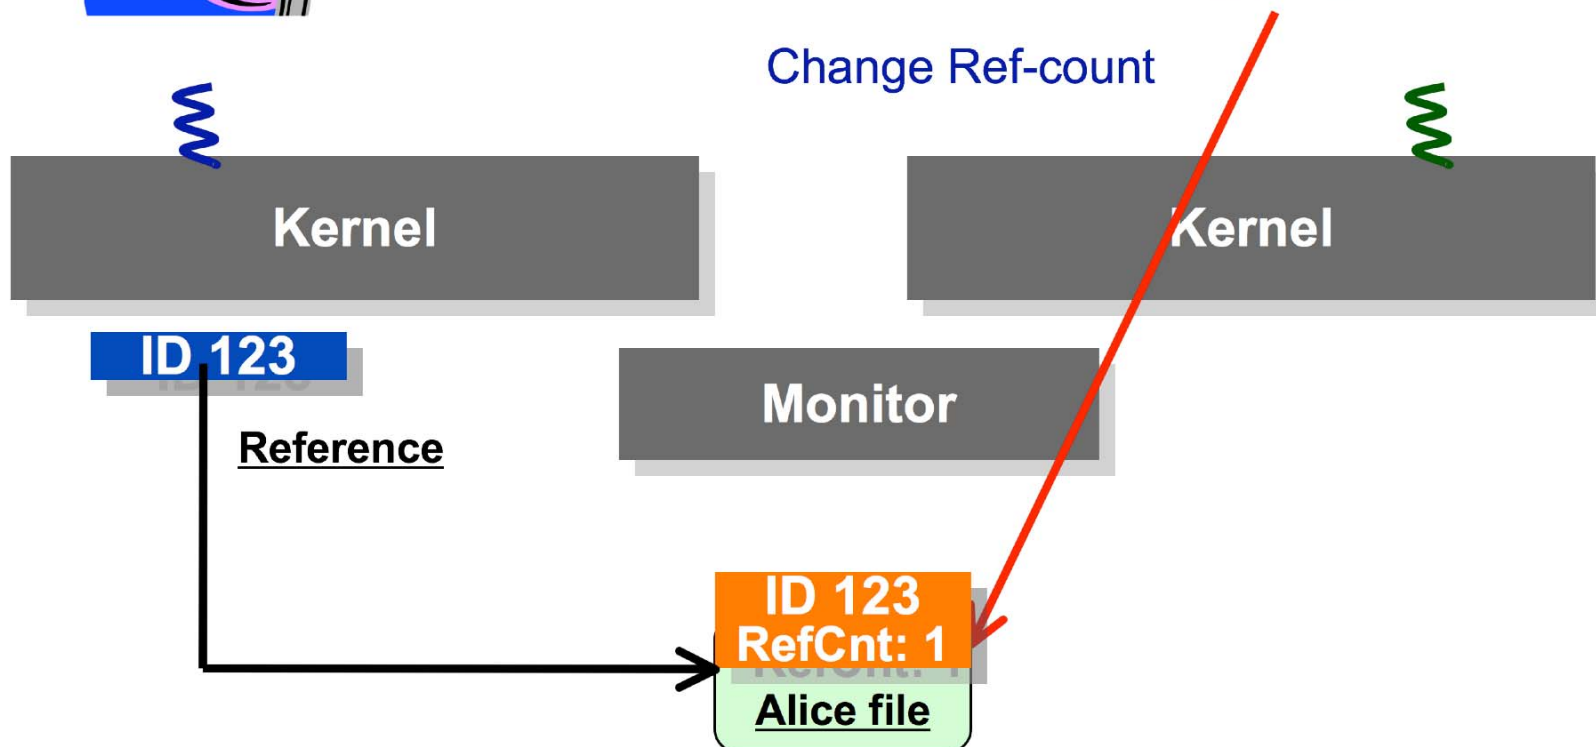 Change Ref-count
Kernel
Kernel
ID 123
Monitor
Reference
ID 123
RefCnt: 1
Alice file